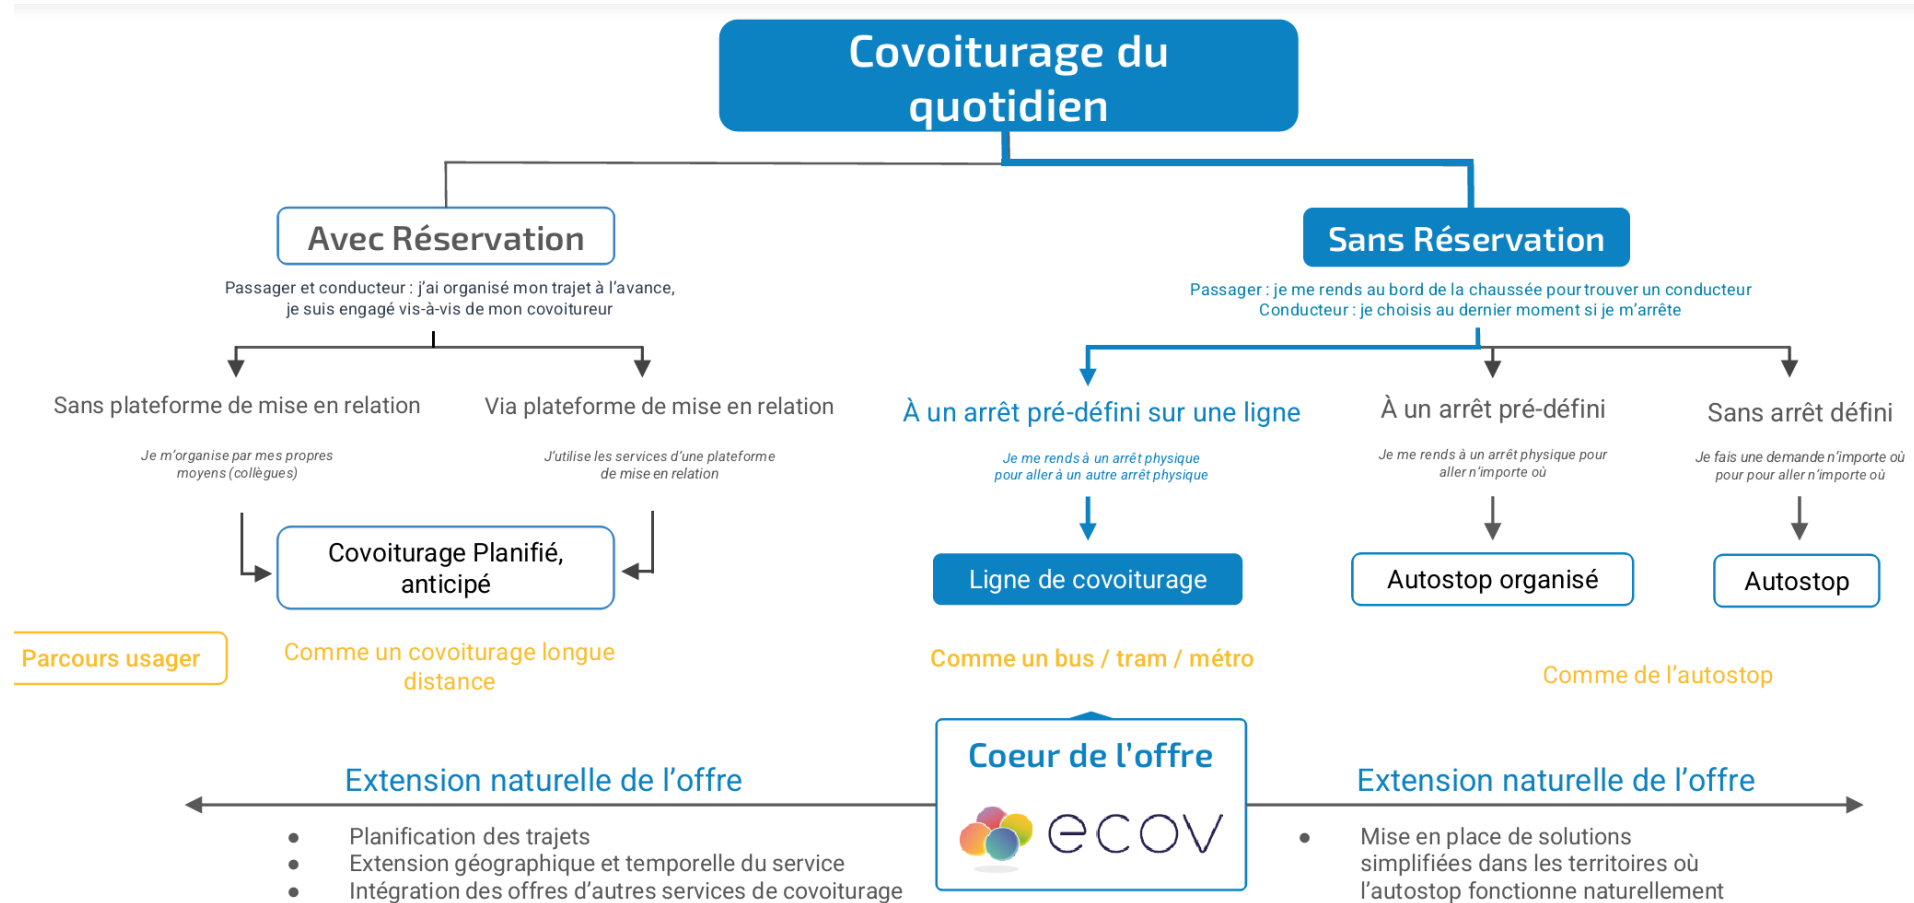 Covoiturage du
quotidien
Avec Réservation
Passager et conducteur : j'ai organisé mon trajet à l'avance,
je suis engagé vis-à-vis de mon covoitureur
Sans Réservation
Passager : je me rends au bord de la chaussée pour trouver un conducteur
Conducteur : je choisis au dernier moment si je m'arrête
Sans plateforme de mise en relation
Je m'organise par mes propres
moyens (collègues)
Via plateforme de mise en relation
J'utilise les services d'une plateforme
de mise en relation
À un arrêt pré-défini sur une ligne
Je me rends à un arrêt physique
pour aller à un autre arrêt physique
À un arrêt pré-défini
Je me rends à un arrêt physique pour
aller n'importe où
Sans arrêt défini
Je fais une demande n'importe où
pour pour aller n'importe où
Covoiturage Planifié,
anticipé
Ligne de covoiturage
Autostop organisé
Autostop
Parcours usager
Comme un covoiturage longue
distance
Comme un bus / tram / métro
Comme de l'autostop
Coeur de l'offre
ecov
Extension naturelle de l'offre
● Planification des trajets
● Extension géographique et temporelle du service
● Intégration des offres d'autres services de covoiturage
Extension naturelle de l'offre
● Mise en place de solutions
simplifiées dans les territoires où
l'autostop fonctionne naturellement